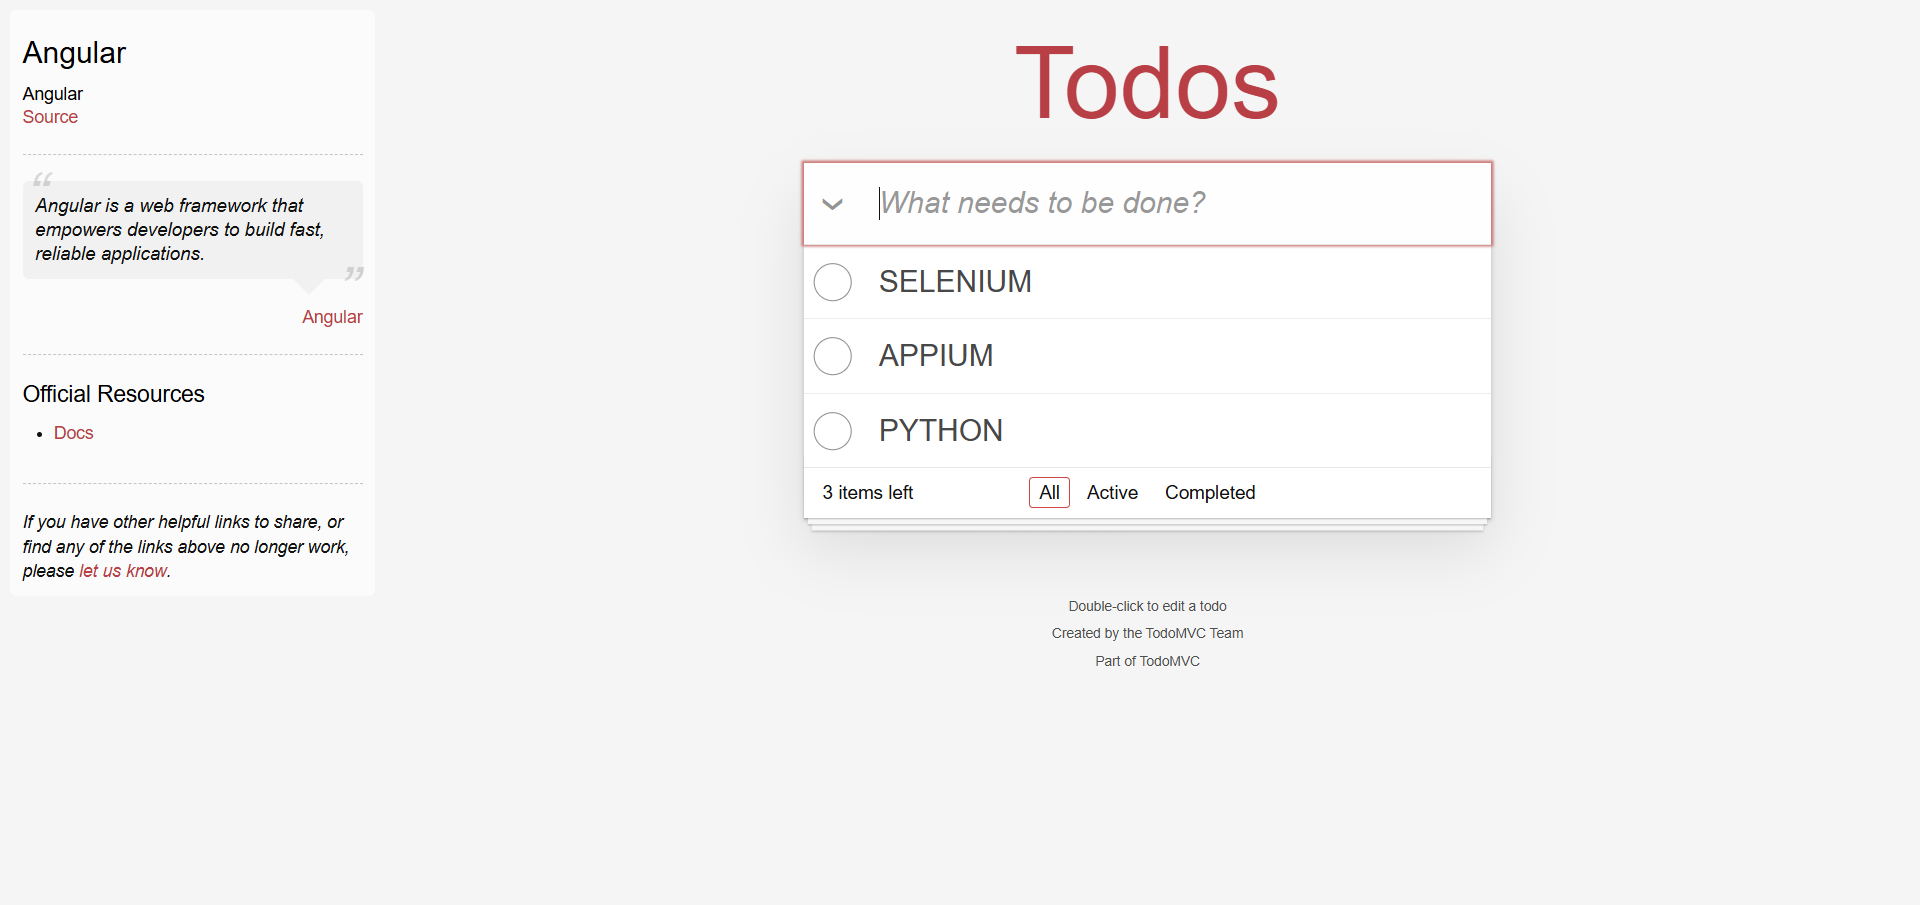 Angular
Angular
Source
“
Angular is a web framework that
empowers developers to build fast,
reliable applications.
”
Angular
Official Resources
• Docs
If you have other helpful links to share, or
find any of the links above no longer work,
please let us know.
Todos
What needs to be done?
SELENIUM
APPIUM
PYTHON
3 items left All Active Completed
Double-click to edit a todo
Created by the TodoMVC Team
Part of TodoMVC